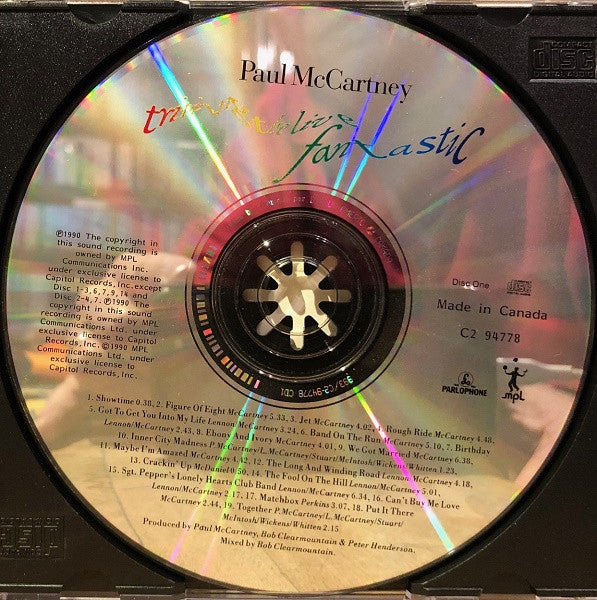 Paul McCartney
tripping the live
fantastic
℗1990 The copyright in
this sound recording is
owned by MPL
Communications Inc.
under exclusive license to
Capitol Records, Inc. except
Disc 1-3,6,7,9,14 and
Disc 2-4,7. ℗1990 The
copyright in this sound
recording is owned by MPL
Communications Ltd. under
exclusive license to Capitol
Records, Inc. ©1990 MPL
Communications Ltd. under
exclusive license to Capitol
Records, Inc.
Disc One
COMPACT
disc
DIGITAL AUDIO
Made in Canada
C2 94778
PARLOPHONE
MPL
C2-94778 CD1
1. Showtime 0.38, 2. Figure Of Eight McCartney 5.33, 3. Jet McCartney 4.02, 4. Rough Ride McCartney 4.48,
5. Got To Get You Into My Life Lennon/McCartney 3.24, 6. Band On The Run McCartney 5.10, 7. Birthday
Lennon/McCartney 2.43, 8. Ebony And Ivory McCartney 4.01, 9. We Got Married McCartney 6.38,
10. Inner City Madness P.McCartney/L.McCartney/Stuart/McIntosh/Wickens/Whitten 1.23,
11. Maybe I'm Amazed McCartney 4.42, 12. The Long And Winding Road Lennon/McCartney 4.18,
13. Crackin' Up McDaniel 0.50, 14. The Fool On The Hill Lennon/McCartney 5.01,
15. Sgt. Pepper's Lonely Hearts Club Band Lennon/McCartney 6.34, 16. Can't Buy Me Love
Lennon/McCartney 2.17, 17. Matchbox Perkins 3.07, 18. Put It There
McCartney 2.44, 19. Together P.McCartney/L.McCartney/Stuart/
McIntosh/Wickens/Whitten 2.15
Produced by Paul McCartney, Bob Clearmountain & Peter Henderson.
Mixed by Bob Clearmountain.